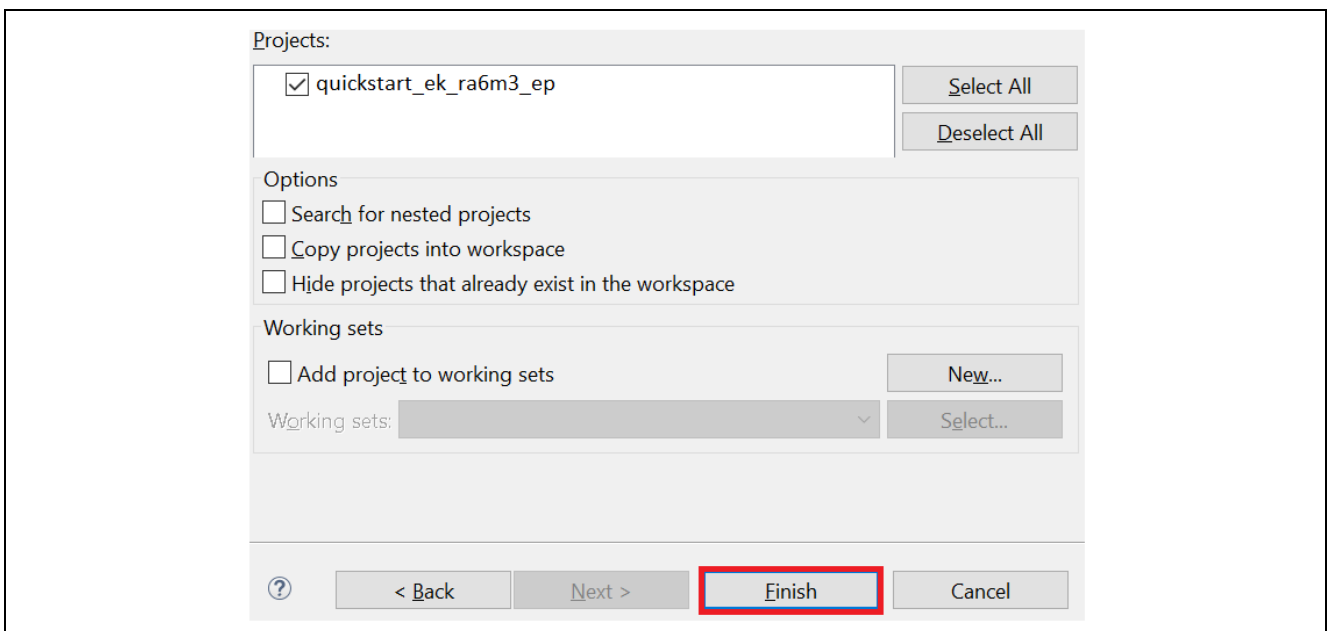 Projects:
quickstart_ek_ra6m3_ep
Select All
Deselect All
Options
Search for nested projects
Copy projects into workspace
Hide projects that already exist in the workspace
Working sets
Add project to working sets
New...
Working sets:
Select...
?
< Back
Next >
Finish
Cancel